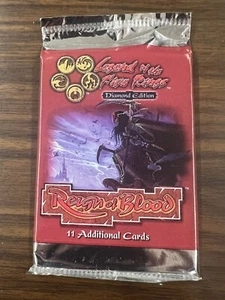 Legend of the
Five Rings
Diamond Edition
Reign of Blood
11 Additional Cards